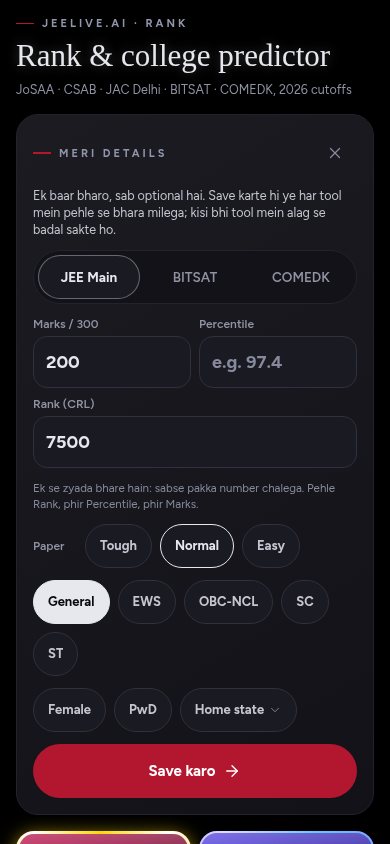 JEELIVE.AI · RANK
Rank & college predictor
JoSAA · CSAB · JAC Delhi · BITSAT · COMEDK, 2026 cutoffs
MERI DETAILS
Ek baar bharo, sab optional hai. Save karte hi ye har tool
mein pehle se bhara milega; kisi bhi tool mein alag se
badal sakte ho.
JEE Main BITSAT COMEDK
Marks / 300 Percentile
200 e.g. 97.4
Rank (CRL)
7500
Ek se zyada bhare hain: sabse pakka number chalega. Pehle
Rank, phir Percentile, phir Marks.
Paper Tough Normal Easy
General EWS OBC-NCL SC
ST
Female PwD Home state
Save karo